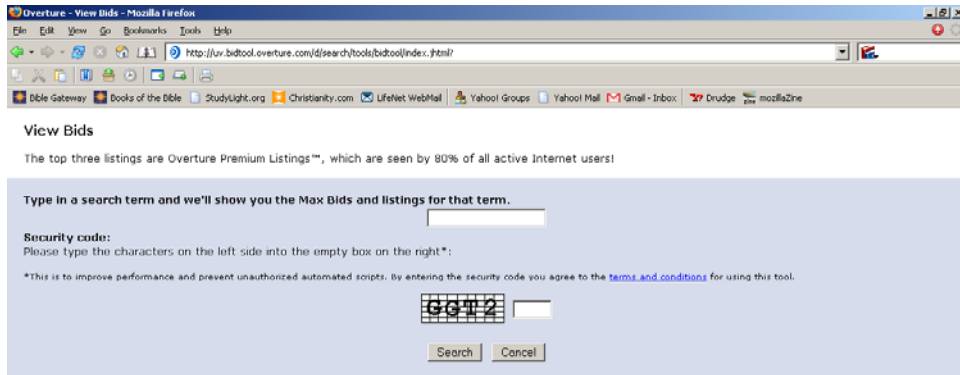 Overture - View Bids - Mozilla Firefox
File Edit View Go Bookmarks Tools Help
http://uv.bidtool.overture.com/d/search/tools/bidtool/index.jhtml?
Bible Gateway Books of the Bible StudyLight.org Christianity.com LifeNet WebMail Yahoo! Groups Yahoo! Mail Gmail - Inbox Drudge mozillaZine
View Bids
The top three listings are Overture Premium Listings™, which are seen by 80% of all active Internet users!
Type in a search term and we'll show you the Max Bids and listings for that term.
Security code:
Please type the characters on the left side into the empty box on the right*:
*This is to improve performance and prevent unauthorized automated scripts. By entering the security code you agree to the terms and conditions for using this tool.
GGT2
Search Cancel